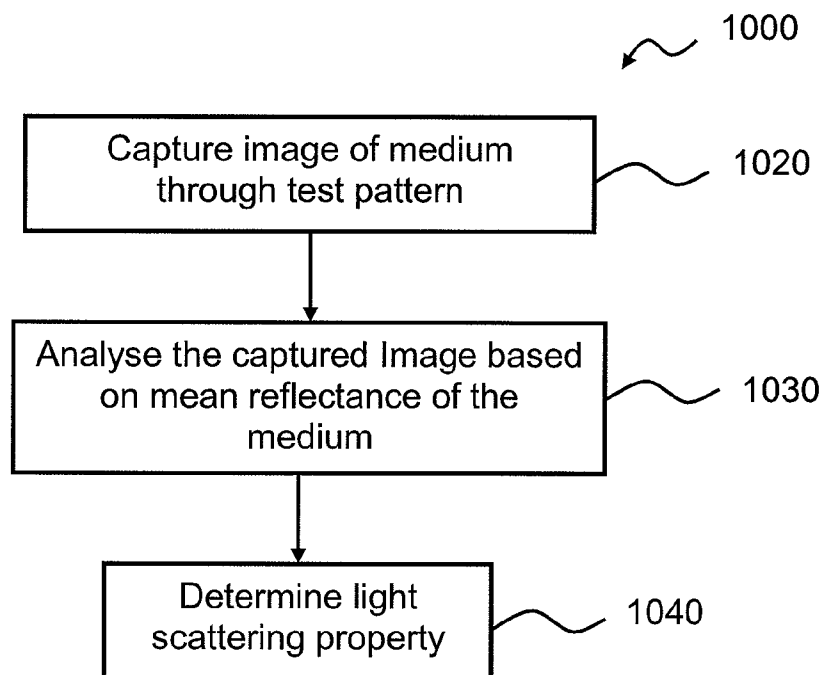 1000
Capture image of medium
through test pattern
1020
Analyse the captured Image based
on mean reflectance of the
medium
1030
Determine light
scattering property
1040